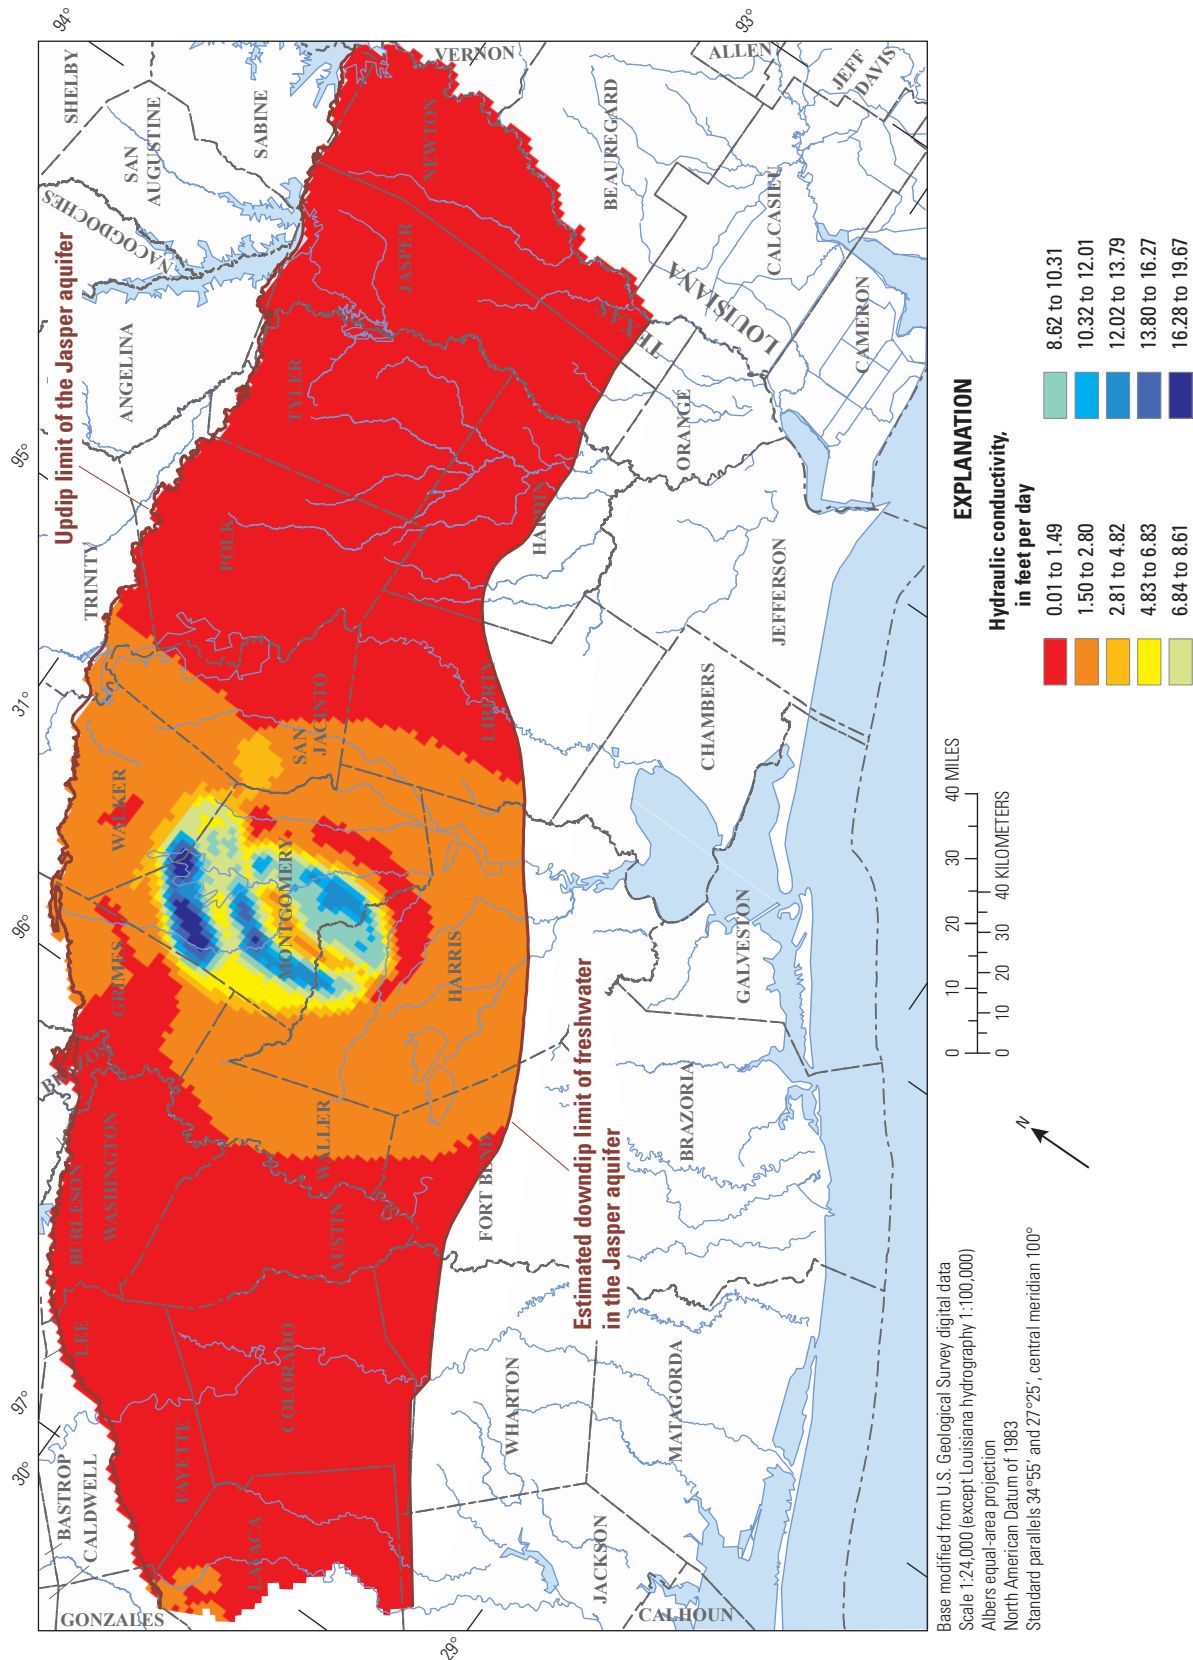 94°
93°
95°
31°
96°
97°
30°
29°
SHELBY
SAN
AUGUSTINE
SABINE
NACOGDOCHES
ANGELINA
TRINITY
VERNON
ALLEN
JEFF
DAVIS
BEAUREGARD
CALCASIEU
CAMERON
LOUISIANA
TEXAS
NEWTON
JASPER
TYLER
POLK
HARDIN
ORANGE
JEFFERSON
LIBERTY
CHAMBERS
SAN
JACINTO
WALKER
MONTGOMERY
GRIMES
HARRIS
GALVESTON
BRAZOS
BURLESON
WASHINGTON
WALLER
AUSTIN
FORT BEND
BRAZORIA
LEE
COLORADO
FAYETTE
LAVACA
WHARTON
MATAGORDA
BASTROP
CALDWELL
GONZALES
JACKSON
CALHOUN
Updip limit of the Jasper aquifer
Estimated downdip limit of freshwater
in the Jasper aquifer
Base modified from U.S. Geological Survey digital data
Scale 1:24,000 (except Louisiana hydrography 1:100,000)
Albers equal-area projection
North American Datum of 1983
Standard parallels 34°55′ and 27°25′, central meridian 100°
N
0 10 20 30 40 MILES
0 10 20 30 40 KILOMETERS
EXPLANATION
Hydraulic conductivity,
in feet per day
0.01 to 1.49
1.50 to 2.80
2.81 to 4.82
4.83 to 6.83
6.84 to 8.61
8.62 to 10.31
10.32 to 12.01
12.02 to 13.79
13.80 to 16.27
16.28 to 19.67